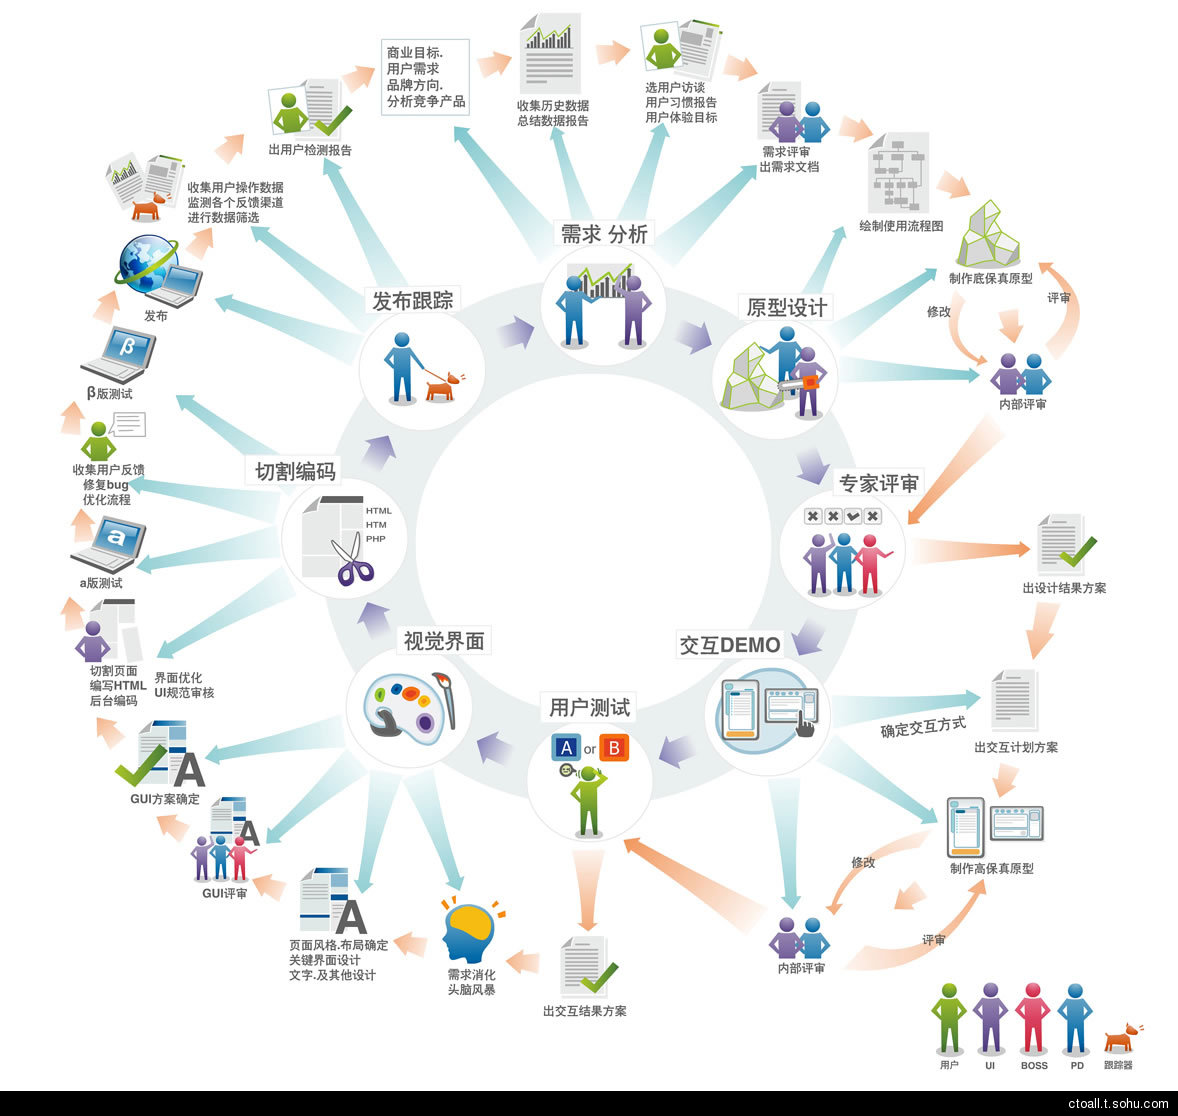 商业目标.
用户需求
品牌方向.
分析竞争产品
收集历史数据
总结数据报告
选用户访谈
用户习惯报告
用户体验目标
需求评审
出需求文档
绘制使用流程图
制作底保真原型
修改
评审
内部评审
出用户检测报告
收集用户操作数据
监测各个反馈渠道
进行数据筛选
发布
β
β版测试
收集用户反馈
修复bug
优化流程
a
a版测试
切割页面
编写HTML
后台编码
界面优化
UI规范审核
需求 分析
发布跟踪
原型设计
切割编码
HTML
HTM
PHP
专家评审
出设计结果方案
视觉界面
交互DEMO
用户测试
A or B
确定交互方式
出交互计划方案
A
GUI方案确定
A
GUI评审
A
页面风格.布局确定
关键界面设计
文字.及其他设计
需求消化
头脑风暴
出交互结果方案
制作高保真原型
修改
评审
内部评审
用户
UI
BOSS
PD
跟踪器
ctoall.t.sohu.com